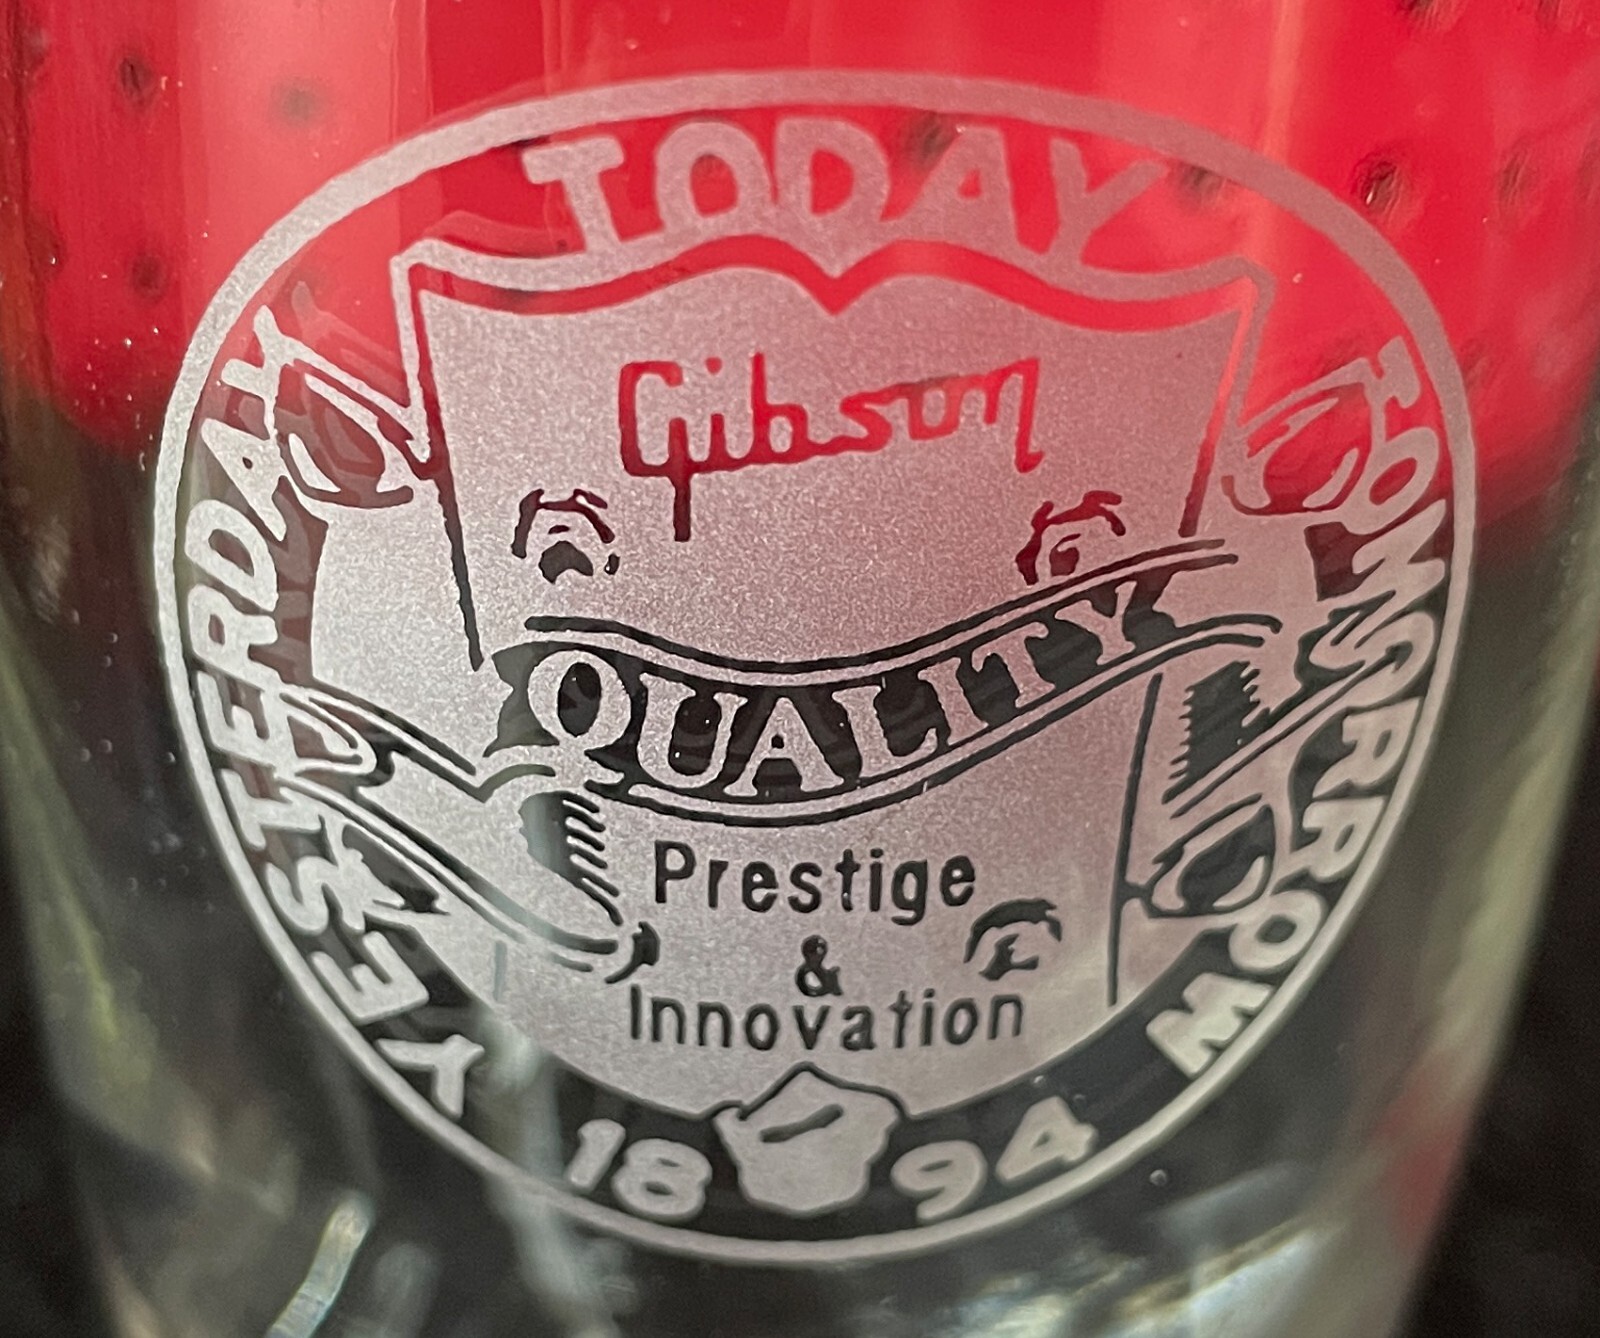 YESTERDAY TODAY TOMORROW
Gibson
QUALITY
Prestige
&
Innovation
1894